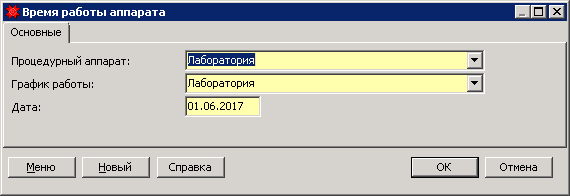 Время работы аппарата
Основные
Процедурный аппарат: Лаборатория
График работы: Лаборатория
Дата: 01.06.2017
Меню Новый Справка OK Отмена